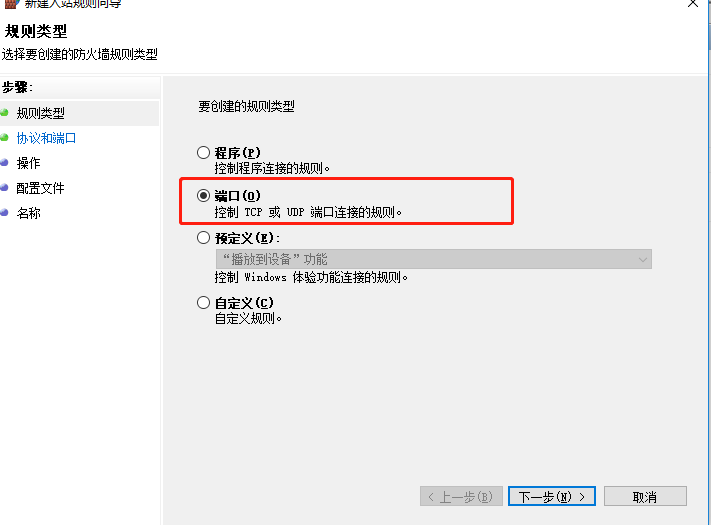 新建入站规则向导
规则类型
选择要创建的防火墙规则类型
步骤:
规则类型
协议和端口
操作
配置文件
名称
要创建的规则类型
程序(P)
控制程序连接的规则。
端口(O)
控制 TCP 或 UDP 端口连接的规则。
预定义(E):
“播放到设备”功能
控制 Windows 体验功能连接的规则。
自定义(C)
自定义规则。
< 上一步(B)
下一步(N) >
取消